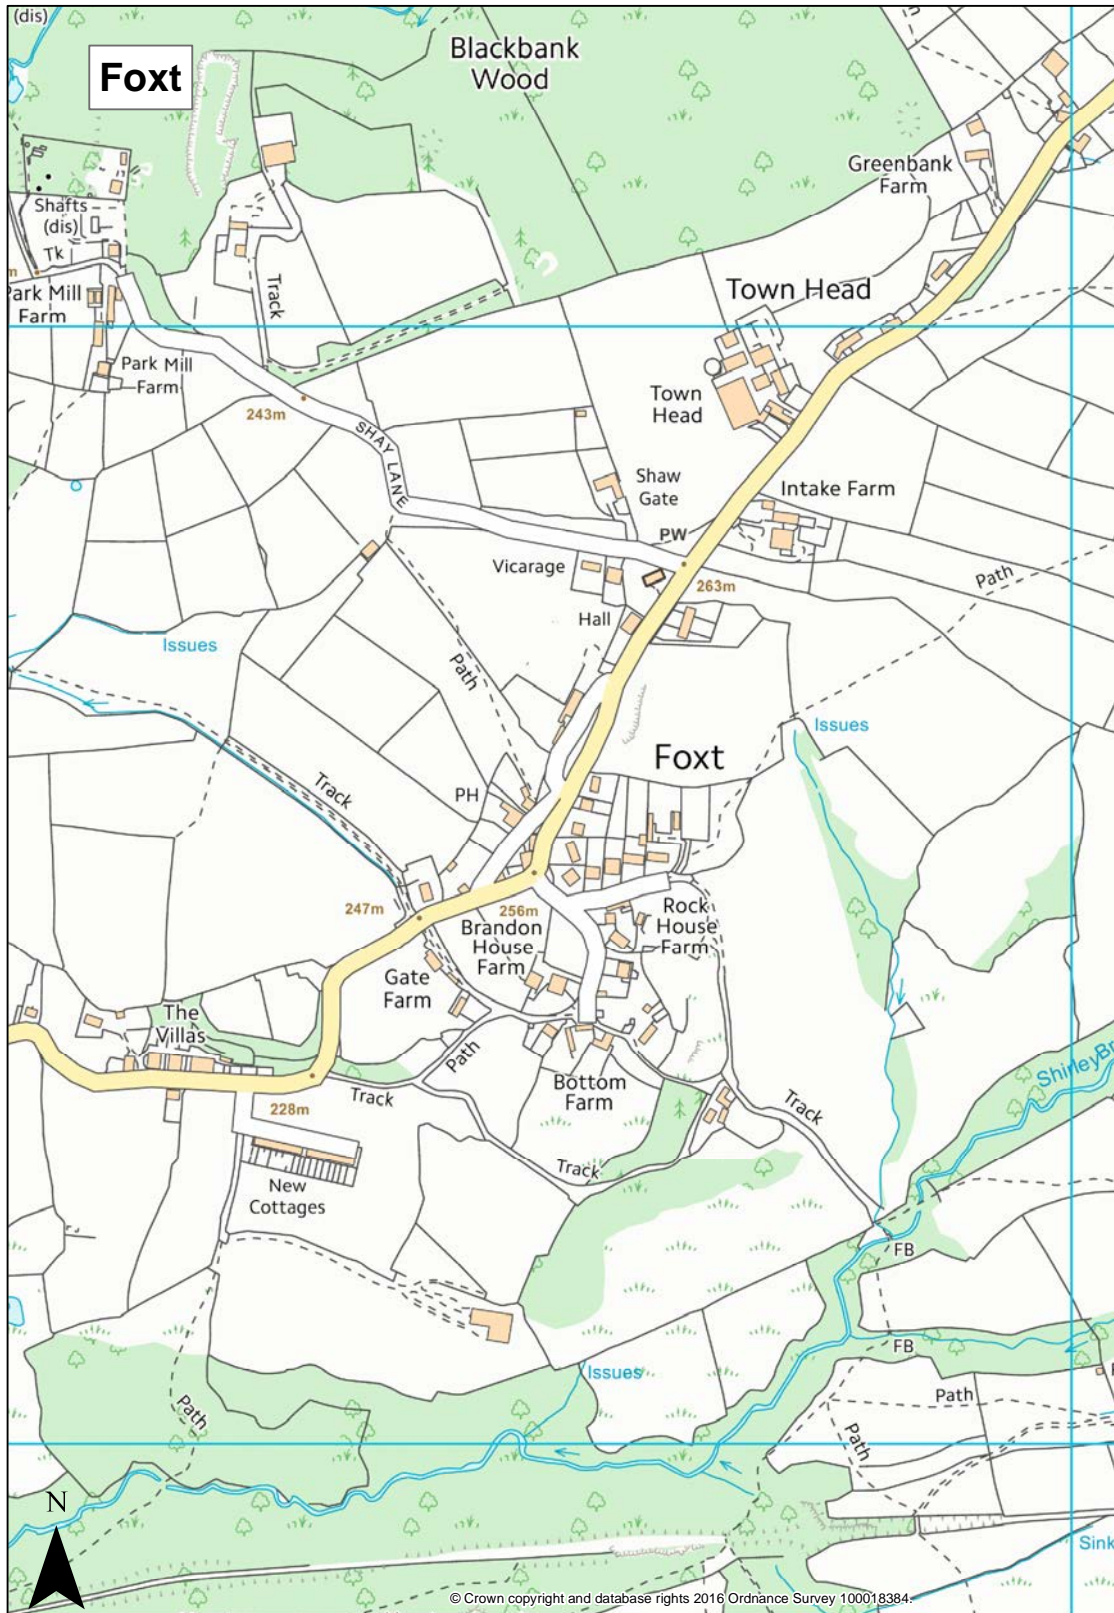 (dis)
Foxt
Blackbank
Wood
Greenbank
Farm
Shafts
(dis)
Tk
m
Park Mill
Farm
Track
Town Head
Park Mill
Farm
Town
Head
243m
SHAY LANE
Shaw
Gate
Intake Farm
PW
Vicarage
263m
Path
Hall
Issues
Path
Issues
Foxt
Track
PH
247m
256m
Rock
House
Farm
Brandon
House
Farm
Gate
Farm
The
Villas
Path
Bottom
Farm
Shirley Br
228m
Track
Track
Track
New
Cottages
FB
FB
Issues
Path
Path
Path
N
Sink
© Crown copyright and database rights 2016 Ordnance Survey 100018384.